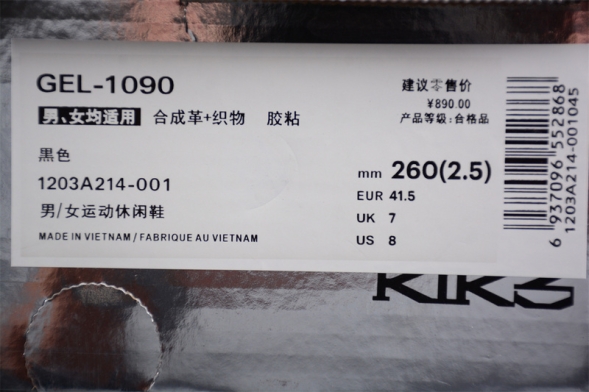 GEL-1090
男、女均适用 合成革+织物 胶粘
黑色
1203A214-001
男/女运动休闲鞋
MADE IN VIETNAM / FABRIQUE AU VIETNAM
建议零售价
¥890.00
产品等级:合格品
mm 260(2.5)
EUR 41.5
UK 7
US 8
6 937096 552868
1203A214-001045